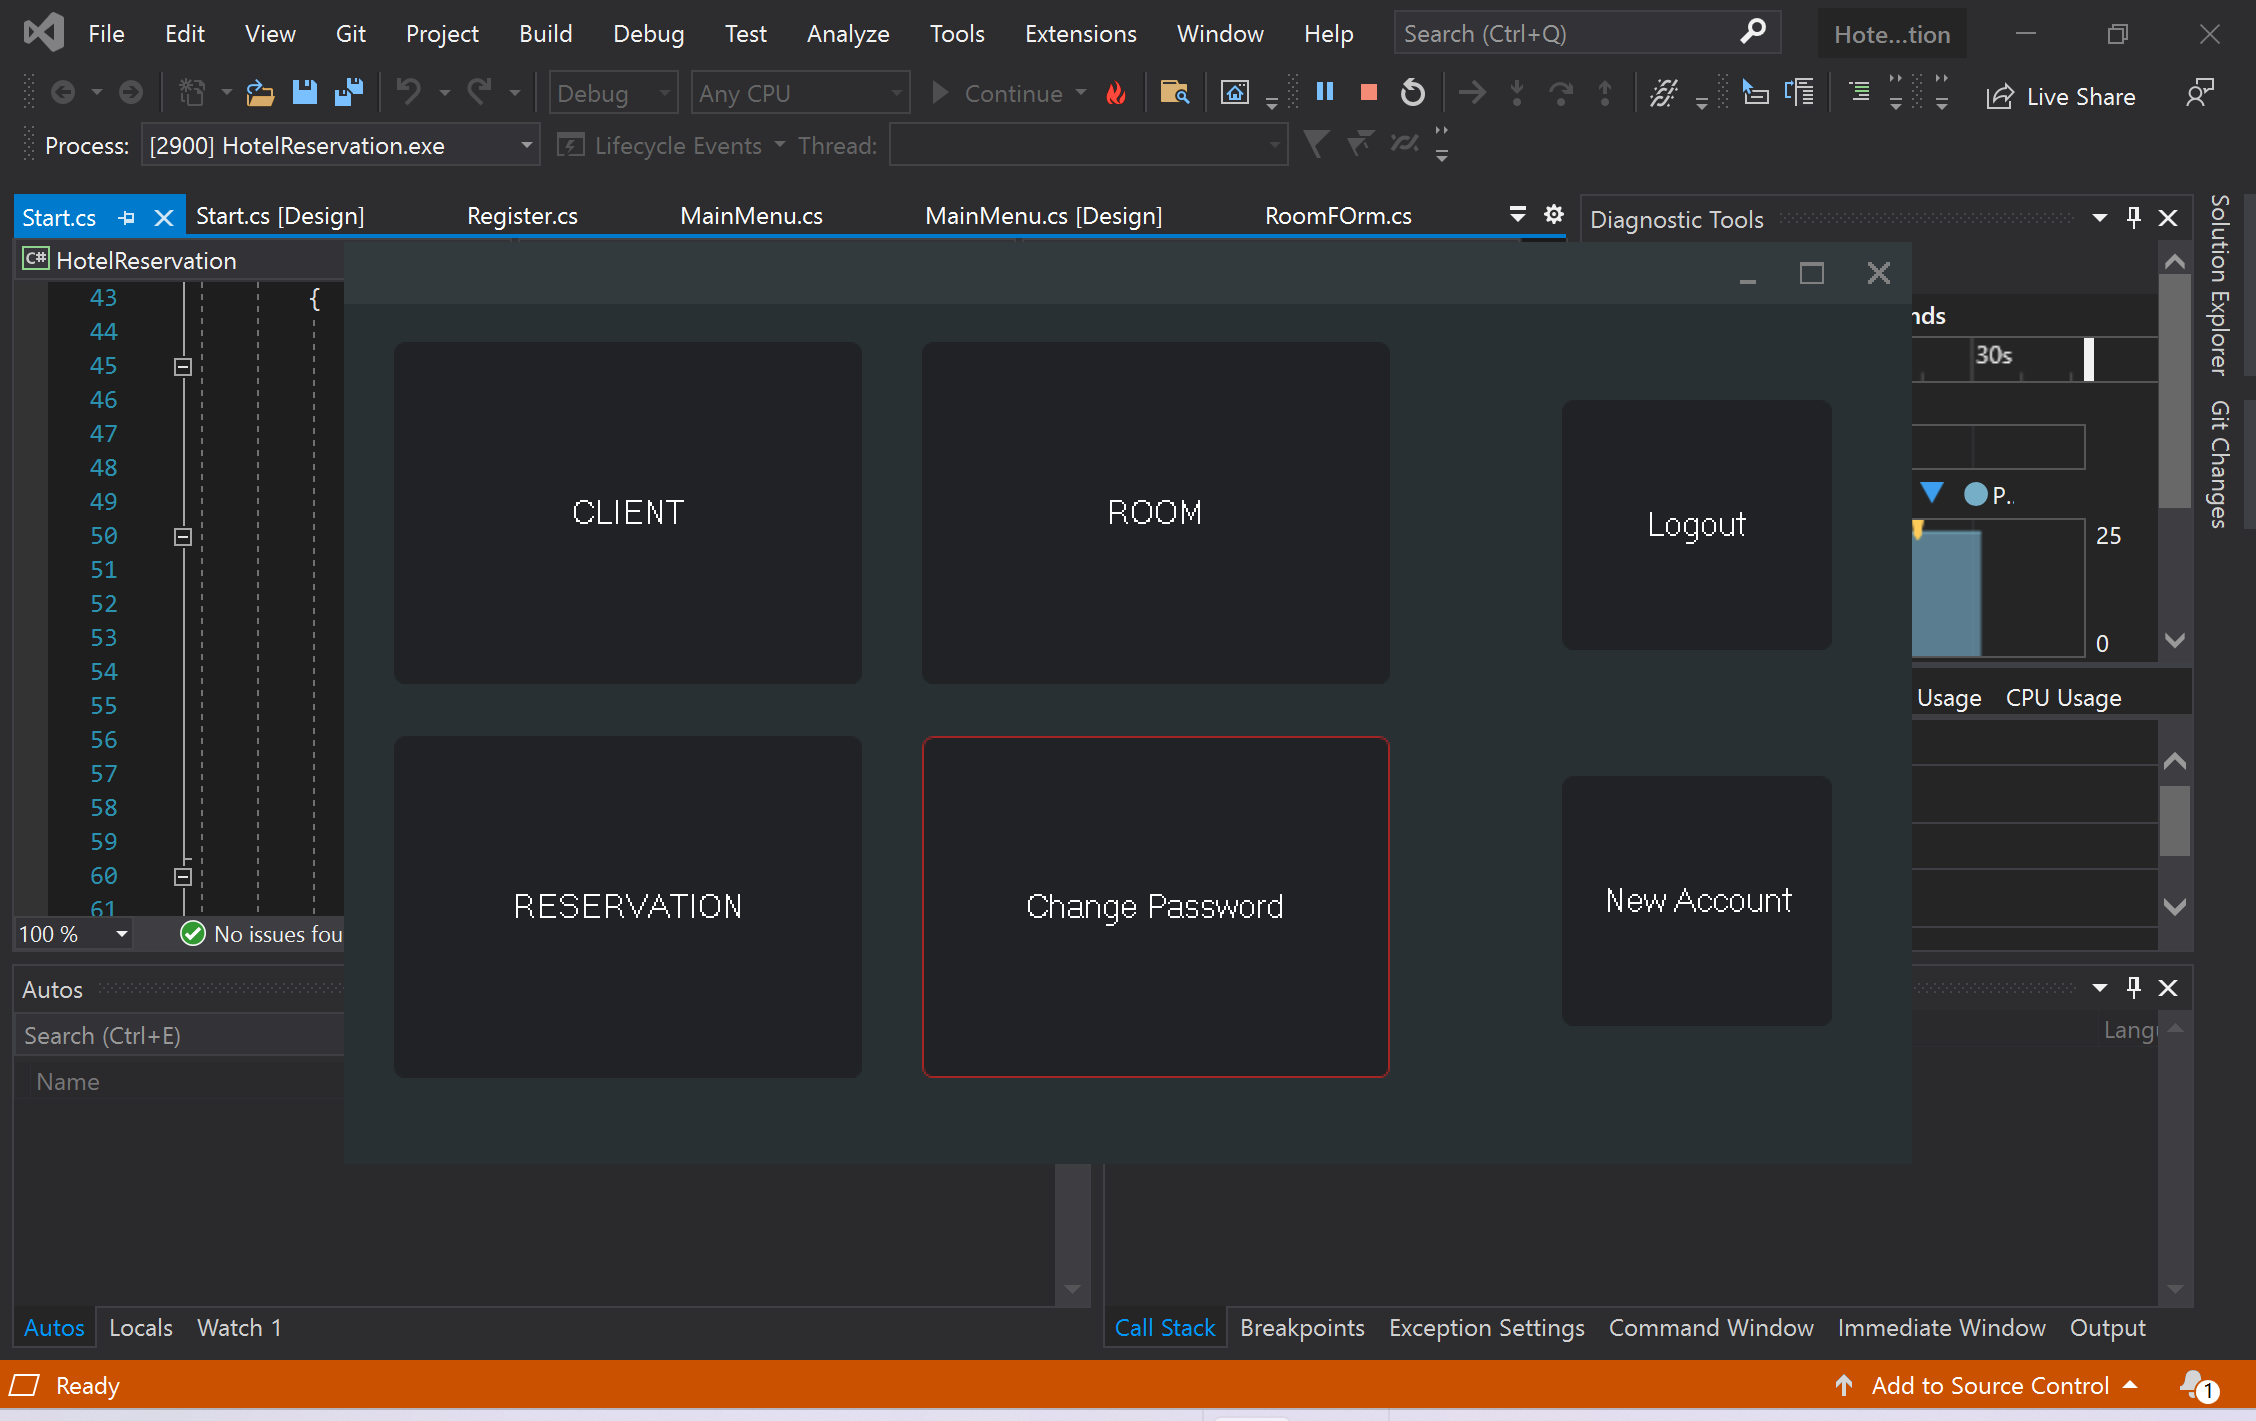 File Edit View Git Project Build Debug Test Analyze Tools Extensions Window Help Search (Ctrl+Q) Hote...tion
Debug Any CPU Continue Live Share
Process: [2900] HotelReservation.exe Lifecycle Events Thread:
Start.cs Start.cs [Design] Register.cs MainMenu.cs MainMenu.cs [Design] RoomFOrm.cs Diagnostic Tools
C# HotelReservation
43 {
44
45
46
47
48
49
50
51
52
53
54
55
56
57
58
59
60
61
100 % No issues fou
CLIENT
ROOM
Logout
RESERVATION
Change Password
New Account
nds
30s
P..
25
0
Usage CPU Usage
Solution Explorer
Git Changes
Autos
Search (Ctrl+E)
Name
Langu
Autos Locals Watch 1
Call Stack Breakpoints Exception Settings Command Window Immediate Window Output
Ready Add to Source Control 1